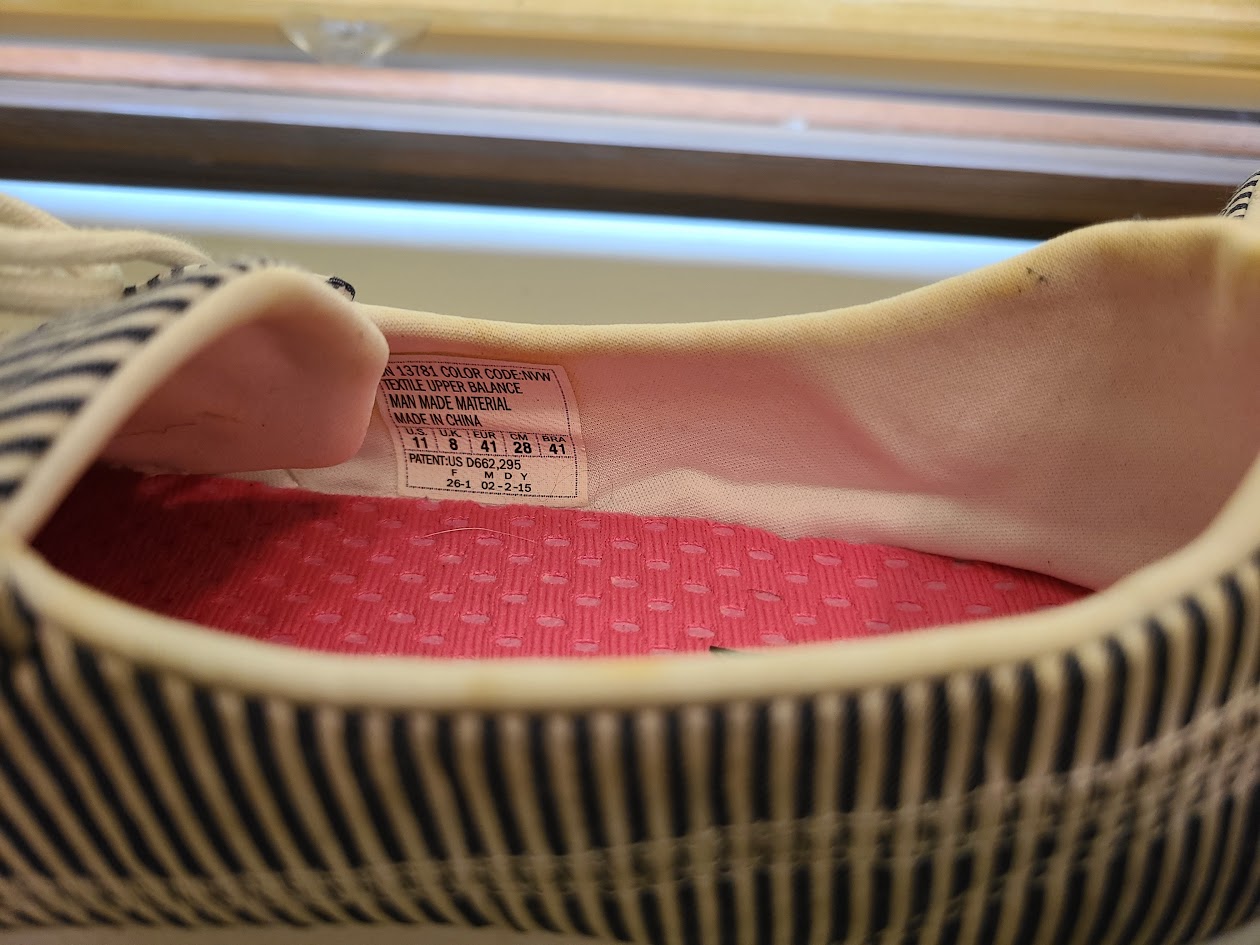 N 13781 COLOR CODE:NVW
TEXTILE UPPER BALANCE
MAN MADE MATERIAL
MADE IN CHINA
U.S. U.K. EUR CM BRA
11 8 41 28 41
PATENT:US D662,295
F M D Y
26-1 02-2-15